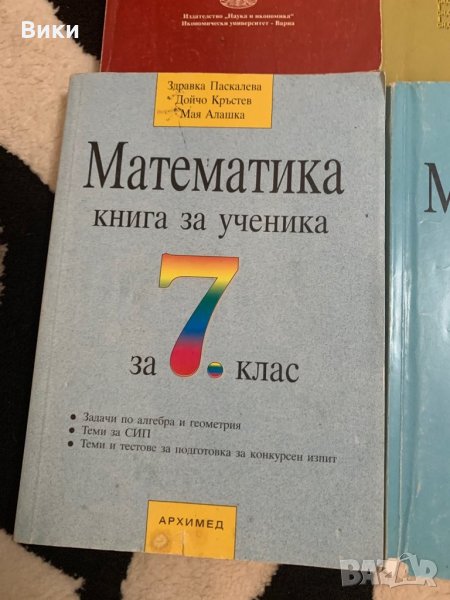 Вики
Издателство „Наука и икономика"
Икономически университет - Варна
Здравка Паскалева
Дойчо Кръстев
Мая Алашка
Математика
книга за ученика
за 7. клас
• Задачи по алгебра и геометрия
• Теми за СИП
• Теми и тестове за подготовка за конкурсен изпит
АРХИМЕД
М
BAZAR